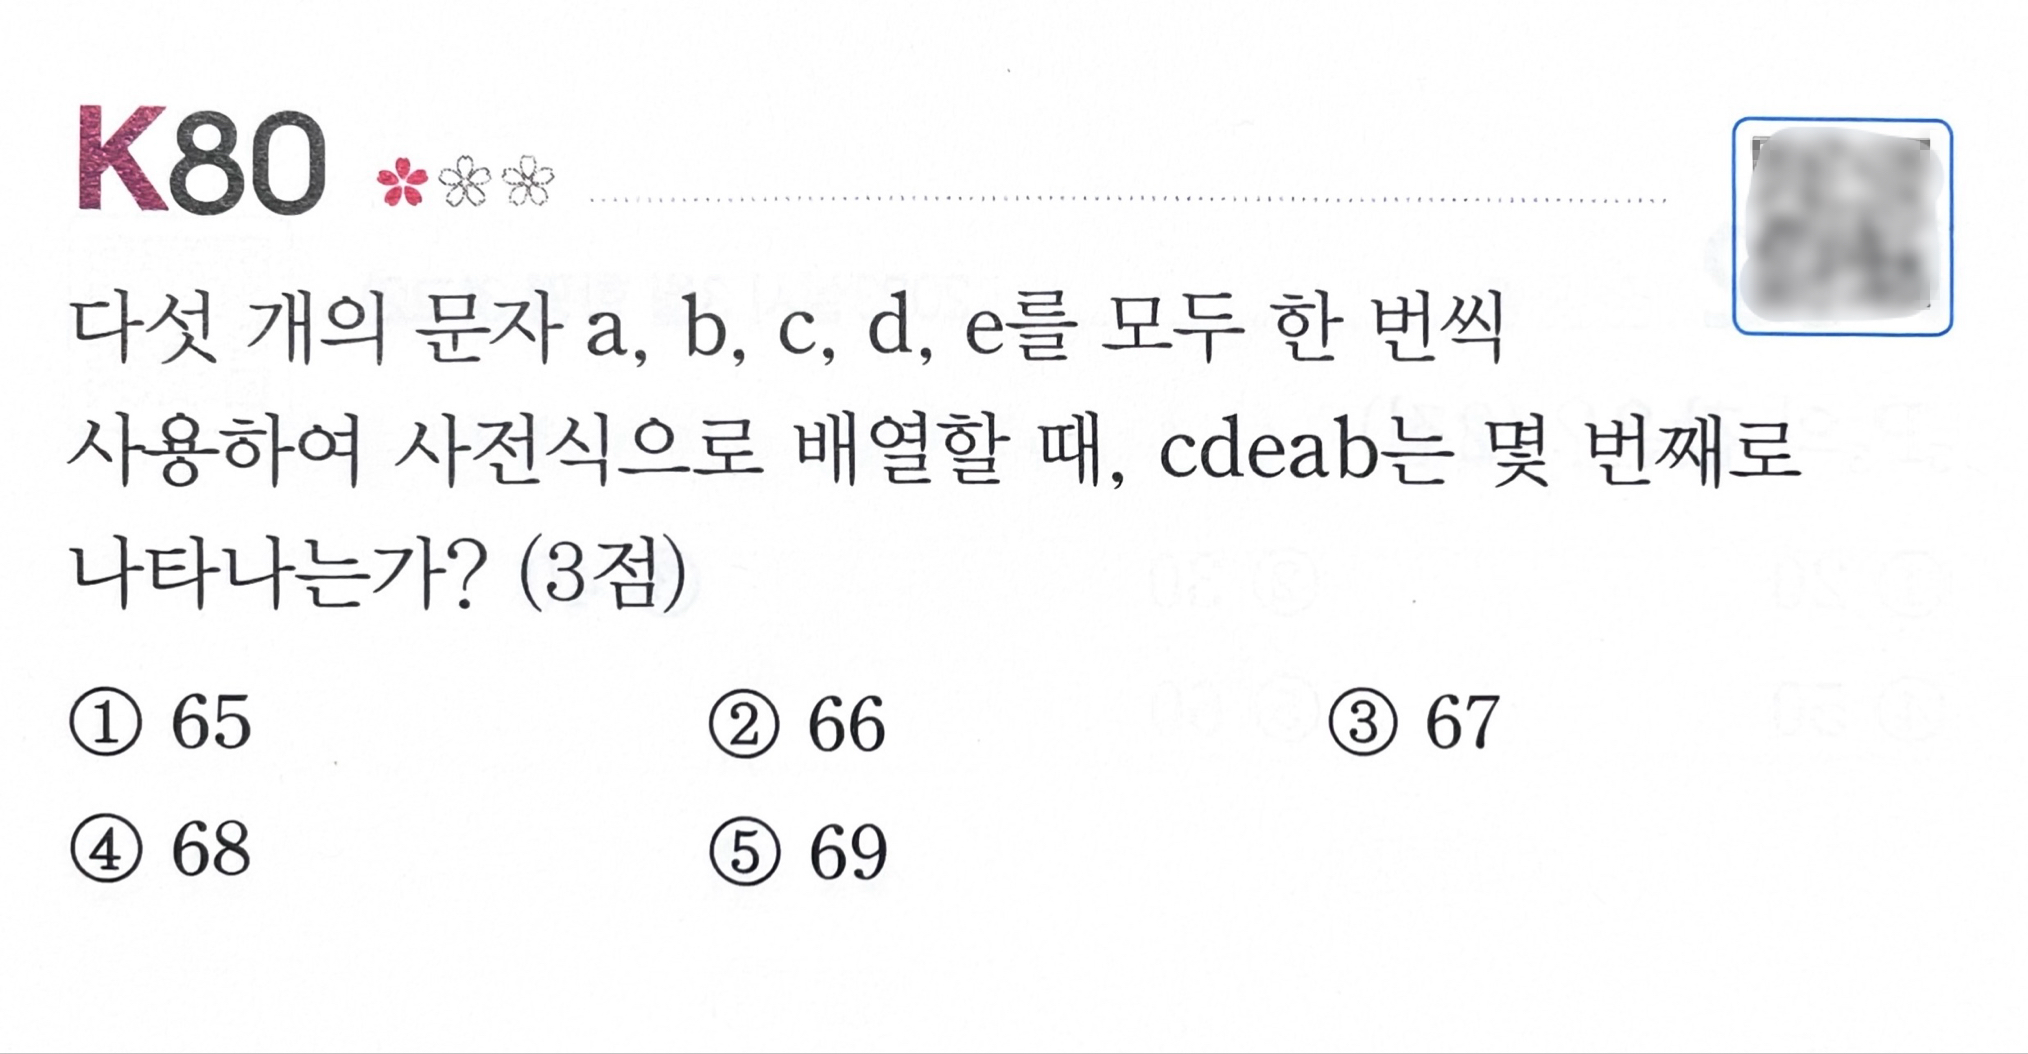 K80
다섯 개의 문자 a, b, c, d, e를 모두 한 번씩
사용하여 사전식으로 배열할 때, cdeab는 몇 번째로
나타나는가? (3점)
① 65 ② 66 ③ 67
④ 68 ⑤ 69